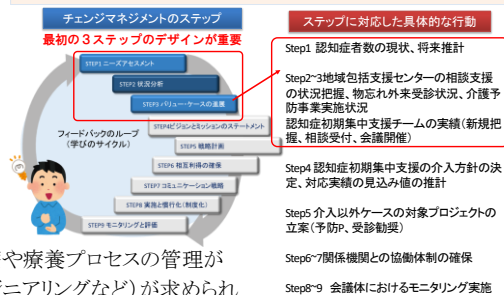 チェンジマネジメントのステップ
最初の３ステップのデザインが重要
STEP1 ニーズアセスメント
STEP2 状況分析
STEP3 バリュー・ケースの準備
STEP4ビジョンとミッションのステートメント
STEP5 戦略計画
STEP6 相互利得の確保
STEP7 コミュニケーション戦略
STEP8 実施と慣行化(制度化)
STEP9 モニタリングと評価
フィードバックのループ
(学びのサイクル)
や療養プロセスの管理が
ニアリングなど)が求められ
ステップに対応した具体的な行動
Step1 認知症者数の現状、将来推計
Step2~3地域包括支援センターの相談支援
の状況把握、物忘れ外来受診状況、介護予
防事業実施状況
認知症初期集中支援チームの実績(新規把
握、相談受付、会議開催)
Step4 認知症初期集中支援の介入方針の決
定、対応実績の見込み値の推計
Step5 介入以外ケースの対象プロジェクトの
立案(予防P、受診勧奨)
Step6~7関係機関との協働体制の確保
Step8~9 会議体におけるモニタリング実施